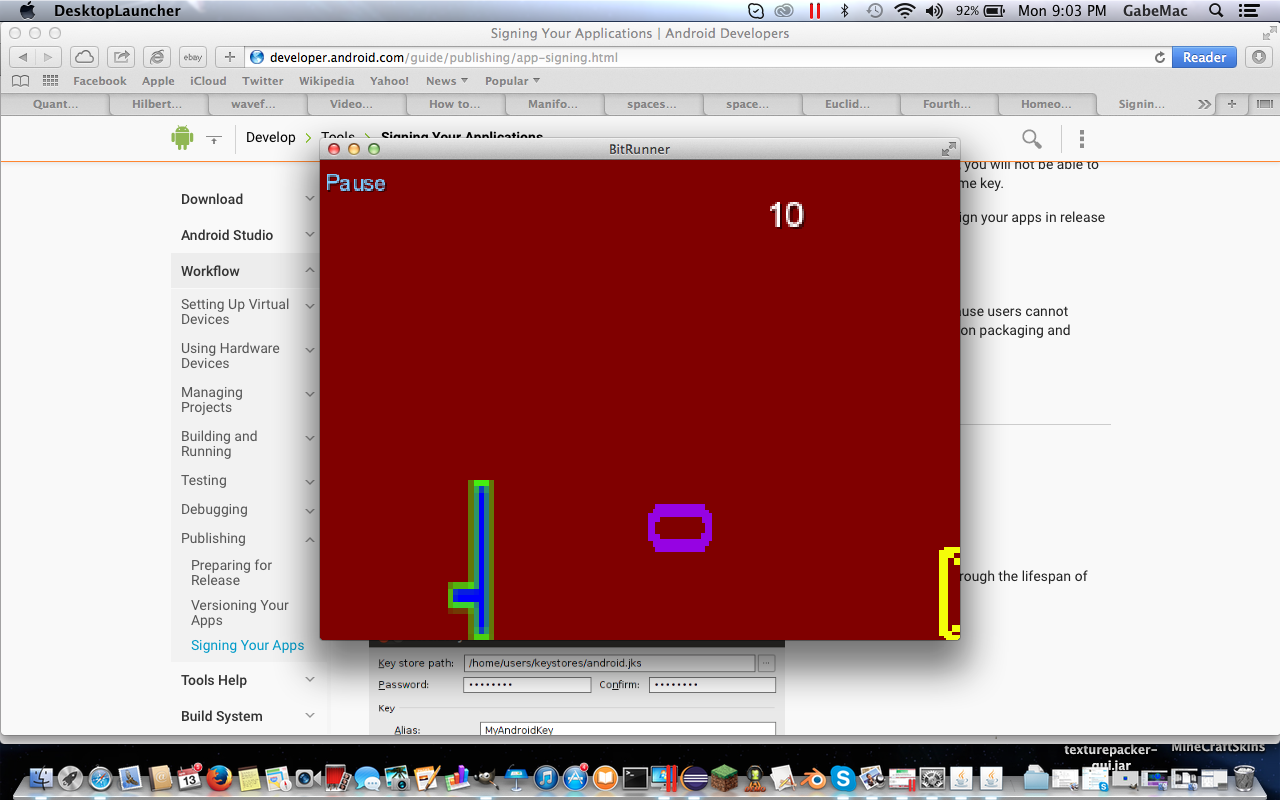 DesktopLauncher
92%
Mon 9:03 PM
GabeMac
Signing Your Applications | Android Developers
ebay
developer.android.com/guide/publishing/app-signing.html
Reader
Facebook
Apple
iCloud
Twitter
Wikipedia
Yahoo!
News
Popular
Quant...
Hilbert...
wavef...
Video...
How to...
Manifo...
spaces...
space...
Euclid...
Fourth...
Homeo...
Signin...
Develop
Tools
Signing Your Applications
Download
Android Studio
Workflow
Setting Up Virtual
Devices
Using Hardware
Devices
Managing
Projects
Building and
Running
Testing
Debugging
Publishing
Preparing for
Release
Versioning Your
Apps
Signing Your Apps
Tools Help
Build System
BitRunner
Pause
10
you will not be able to
me key.
ign your apps in release
use users cannot
on packaging and
rough the lifespan of
Key store path:
/home/users/keystores/android.jks
...
Password:
Confirm:
Key
Alias:
MyAndroidKey
texturepacker-
gui.jar
MineCraftSkins
13